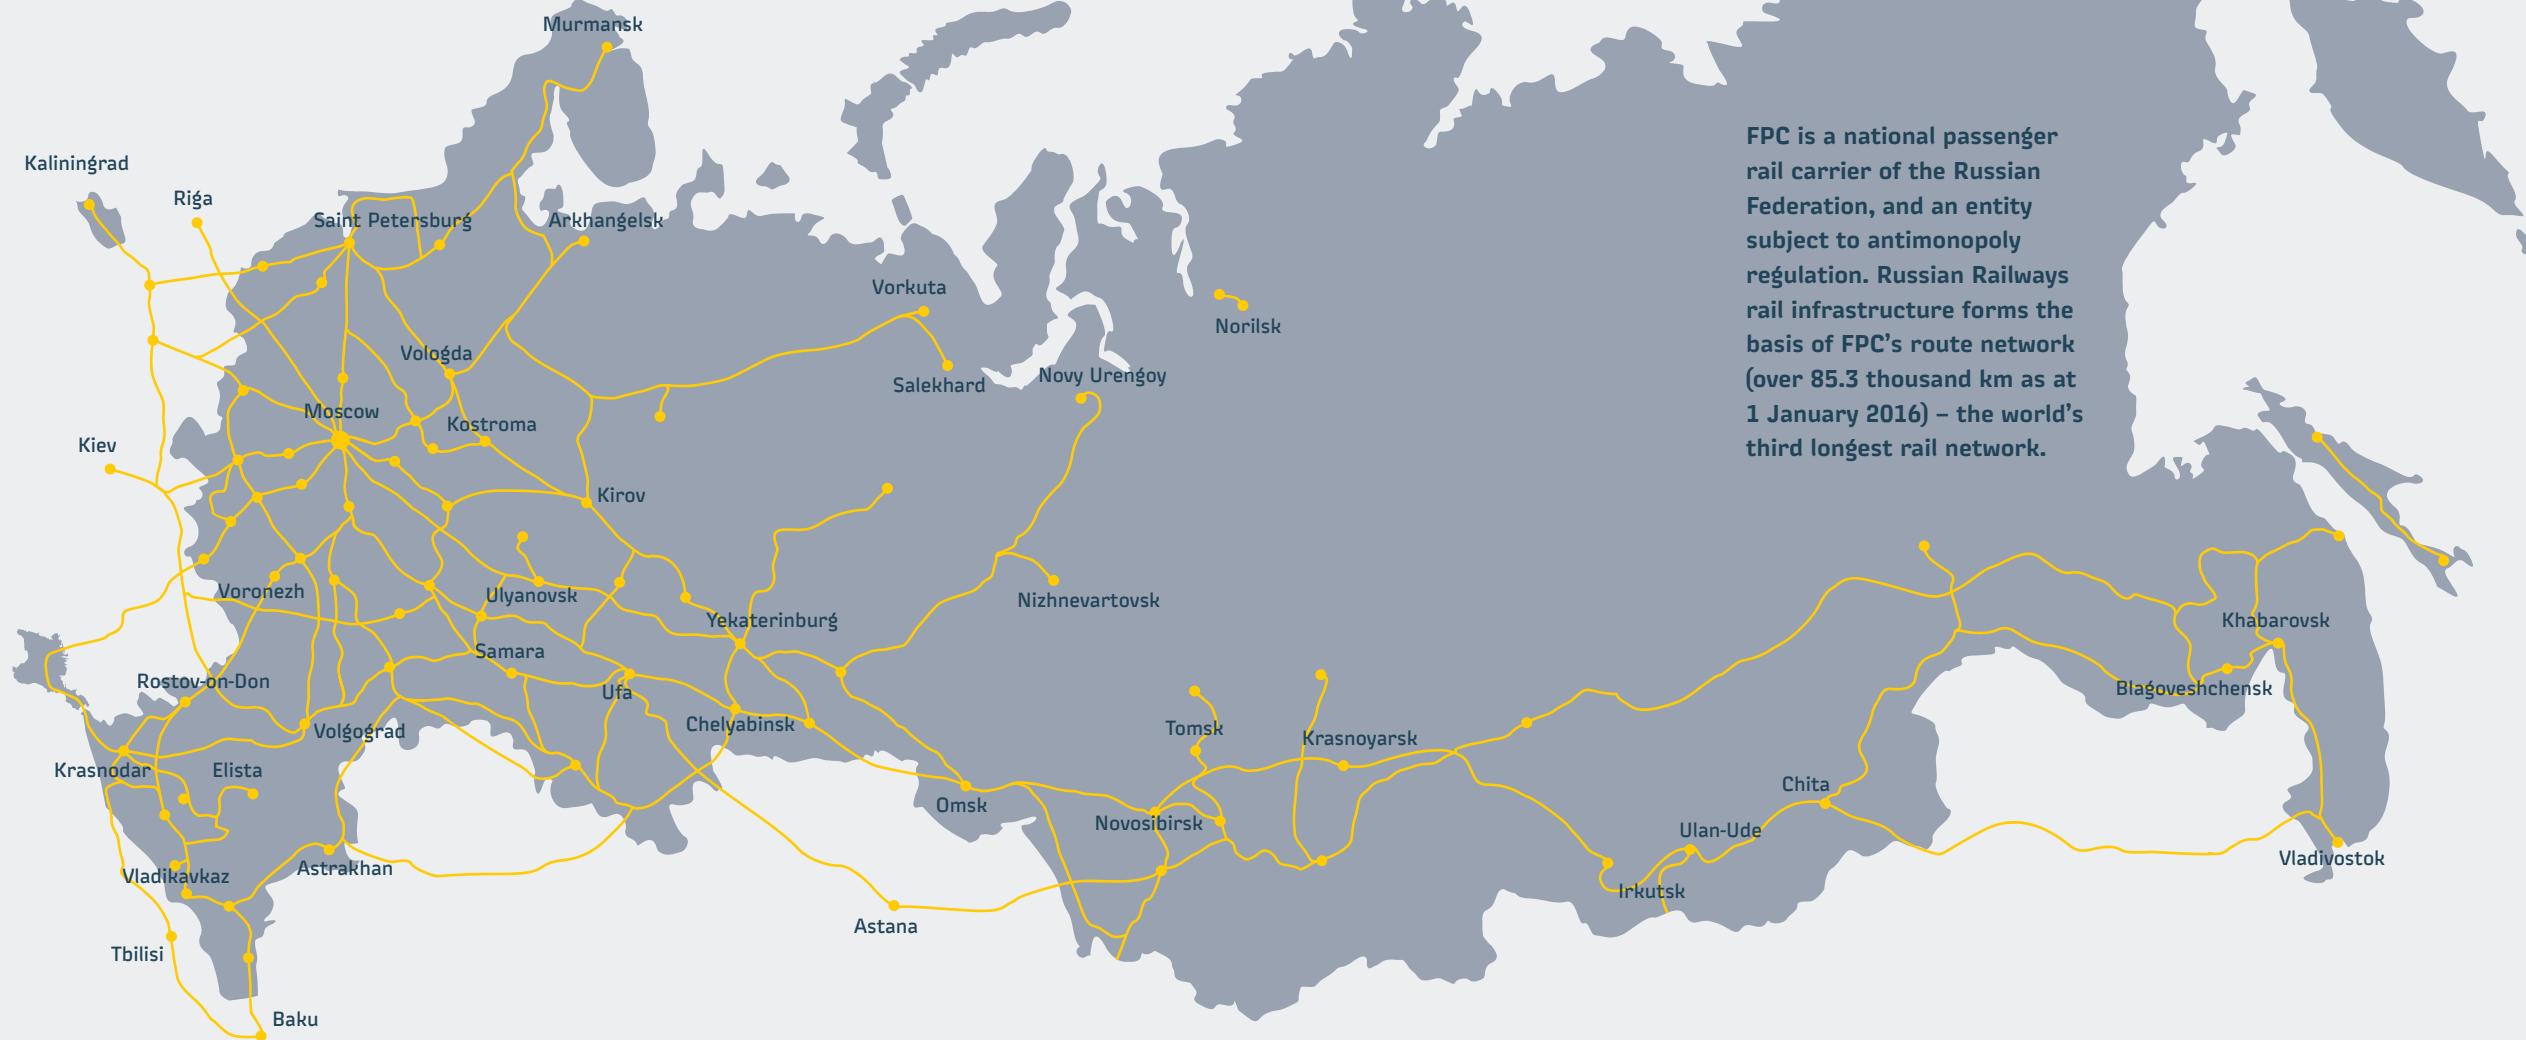 Murmansk
Kaliningrad
Riga
Saint Petersburg
Arkhangelsk
Vorkuta
Salekhard
Novy Urengoy
Norilsk
FPC is a national passenger
rail carrier of the Russian
Federation, and an entity
subject to antimonopoly
regulation. Russian Railways
rail infrastructure forms the
basis of FPC’s route network
(over 85.3 thousand km as at
1 January 2016) – the world’s
third longest rail network.
Vologda
Moscow
Kostroma
Kiev
Kirov
Voronezh
Ulyanovsk
Nizhnevartovsk
Yekaterinburg
Khabarovsk
Samara
Rostov-on-Don
Ufa
Blagoveshchensk
Volgograd
Chelyabinsk
Tomsk
Krasnoyarsk
Krasnodar
Elista
Chita
Omsk
Novosibirsk
Ulan-Ude
Vladivostok
Astrakhan
Vladikavkaz
Irkutsk
Astana
Tbilisi
Baku